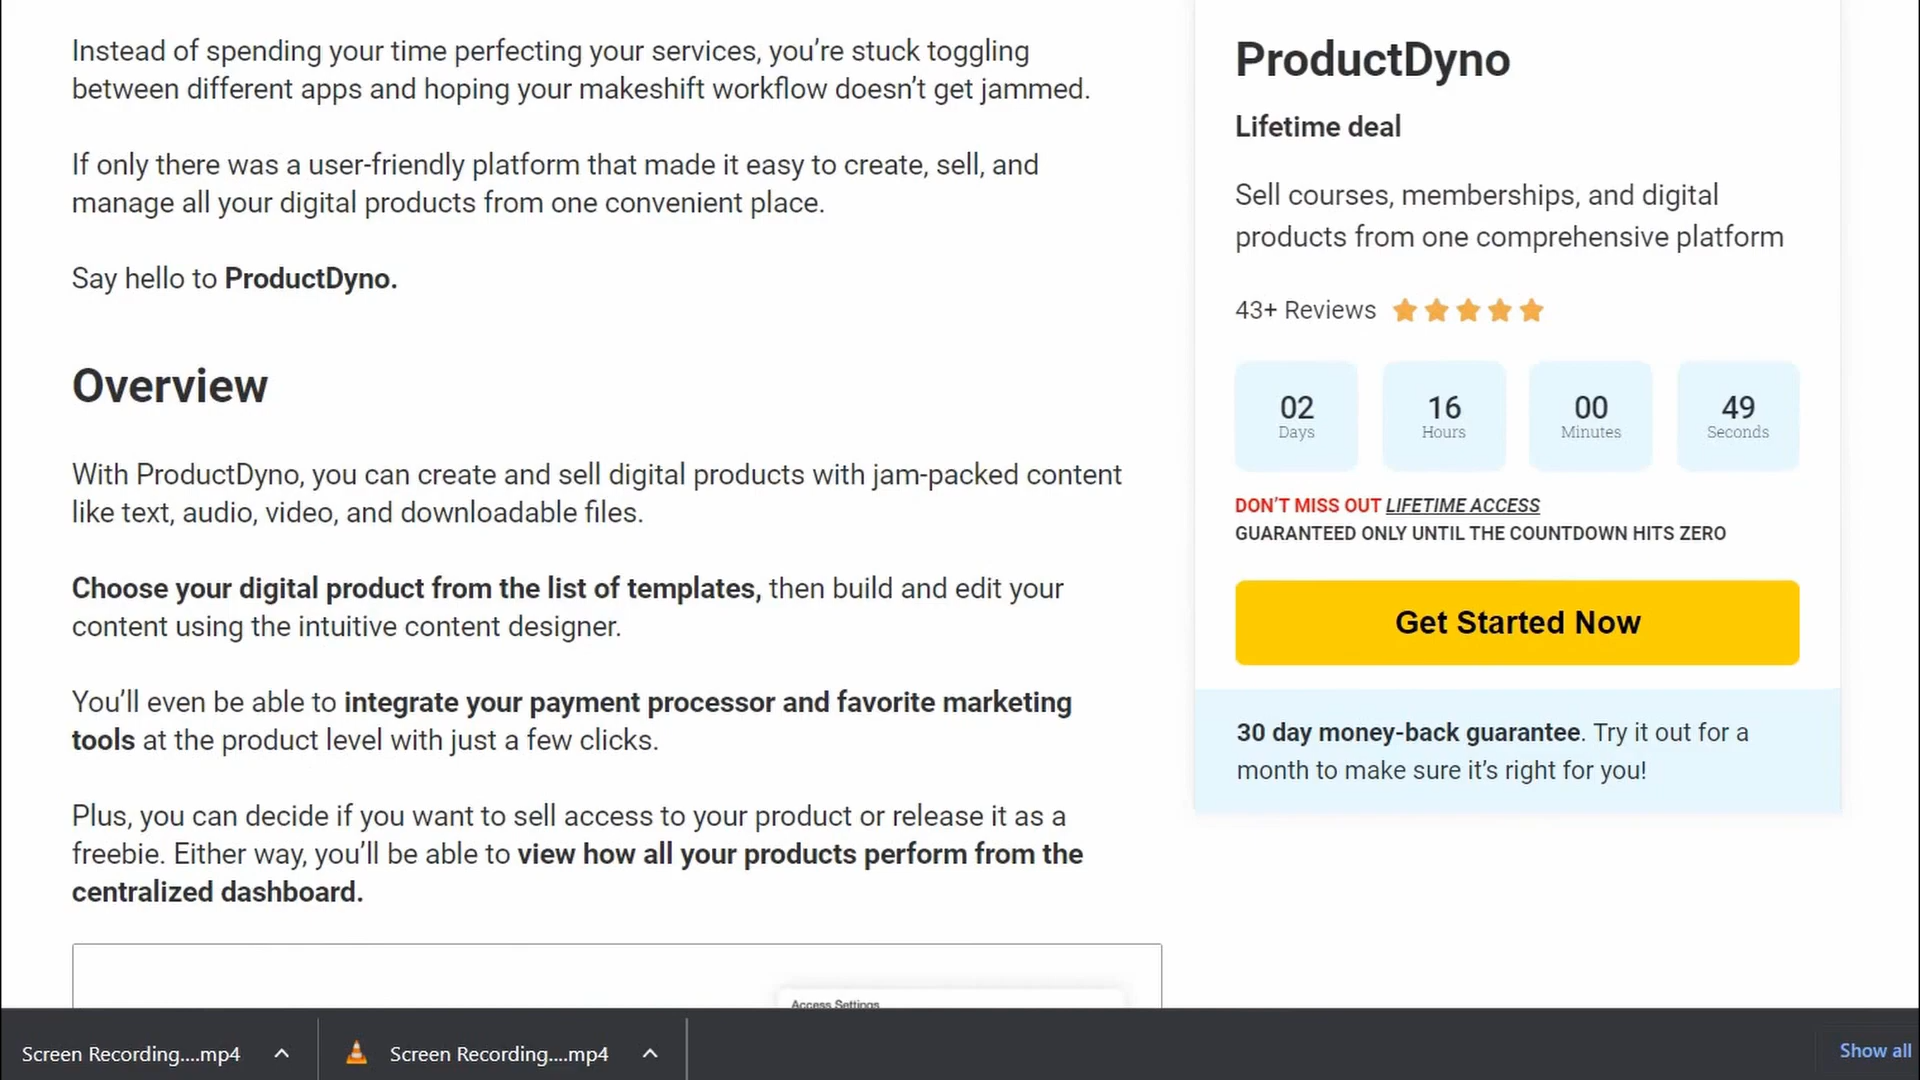 Instead of spending your time perfecting your services, you’re stuck toggling
between different apps and hoping your makeshift workflow doesn’t get jammed.
If only there was a user-friendly platform that made it easy to create, sell, and
manage all your digital products from one convenient place.
Say hello to ProductDyno.
Overview
With ProductDyno, you can create and sell digital products with jam-packed content
like text, audio, video, and downloadable files.
Choose your digital product from the list of templates, then build and edit your
content using the intuitive content designer.
You’ll even be able to integrate your payment processor and favorite marketing
tools at the product level with just a few clicks.
Plus, you can decide if you want to sell access to your product or release it as a
freebie. Either way, you’ll be able to view how all your products perform from the
centralized dashboard.
Access Settings
ProductDyno
Lifetime deal
Sell courses, memberships, and digital
products from one comprehensive platform
43+ Reviews
02 16 00 49
Days Hours Minutes Seconds
DON’T MISS OUT LIFETIME ACCESS
GUARANTEED ONLY UNTIL THE COUNTDOWN HITS ZERO
Get Started Now
30 day money-back guarantee. Try it out for a
month to make sure it’s right for you!
Screen Recording....mp4 Screen Recording....mp4 Show all